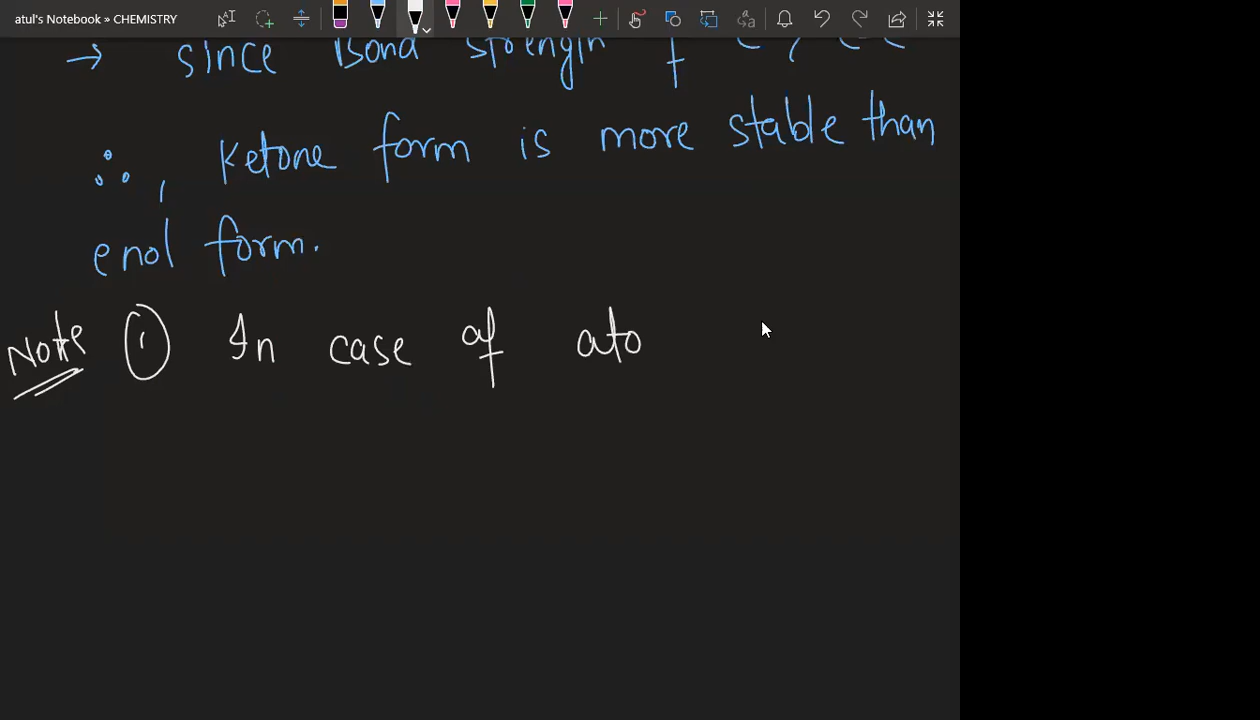 atul's Notebook » CHEMISTRY
→ since Bond strength of
∴, Ketone form is more stable than
enol form.
Note ① In case of ato